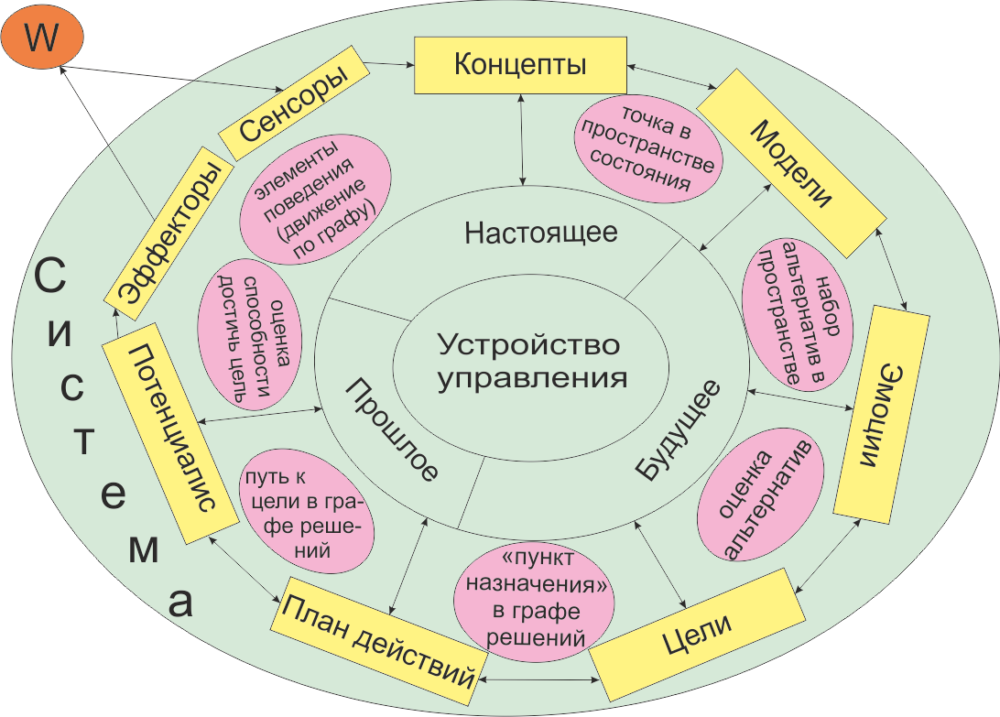 W
Сенсоры
Концепты
Модели
Эмоции
Цели
План действий
Потенциалис
Эффекторы
точка в
пространстве
состояния
набор
альтернатив в
пространстве
оценка
альтернатив
«пункт
назначения»
в графе
решений
путь к
цели в гра-
фе реше-
ний
оценка
способности
достичь цель
элементы
поведения
(движение
по графу)
Настоящее
Будущее
Прошлое
Устройство
управления
Система